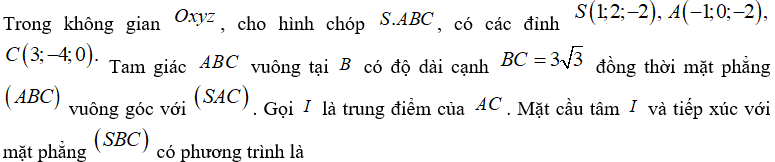 Trong không gian Oxyz, cho hình chóp S.ABC, có các đỉnh S(1;2;−2), A(−1;0;−2),
C(3;−4;0). Tam giác ABC vuông tại B có độ dài cạnh BC = 3√3 đồng thời mặt phẳng
(ABC) vuông góc với (SAC). Gọi I là trung điểm của AC. Mặt cầu tâm I và tiếp xúc với
mặt phẳng (SBC) có phương trình là